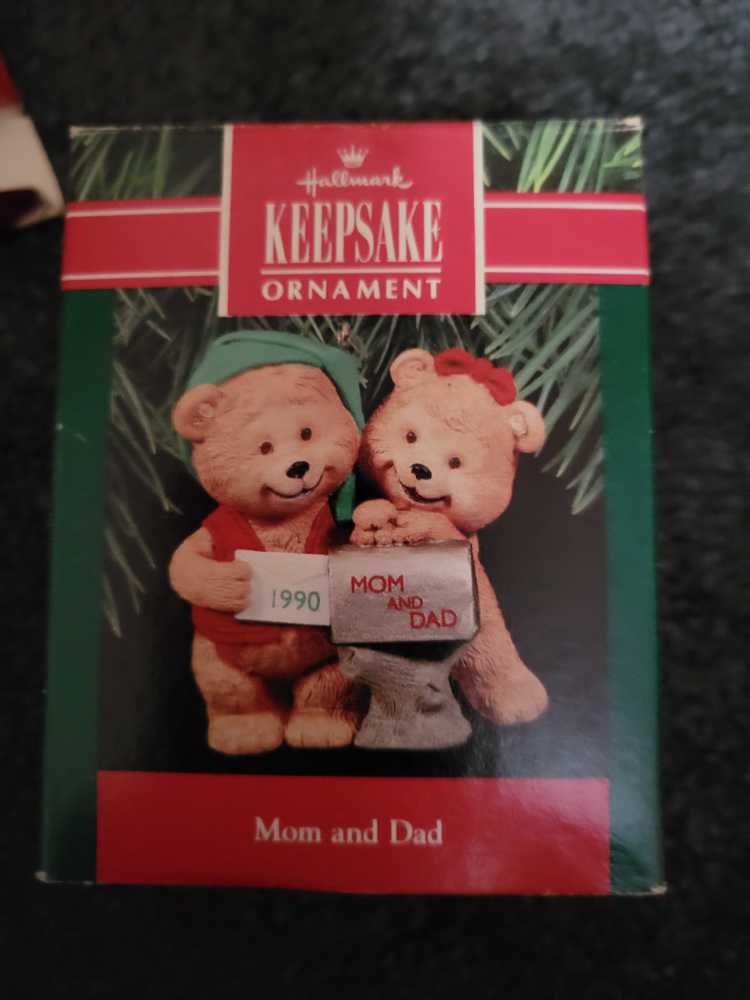 Hallmark
KEEPSAKE
ORNAMENT
1990
MOM
AND
DAD
Mom and Dad